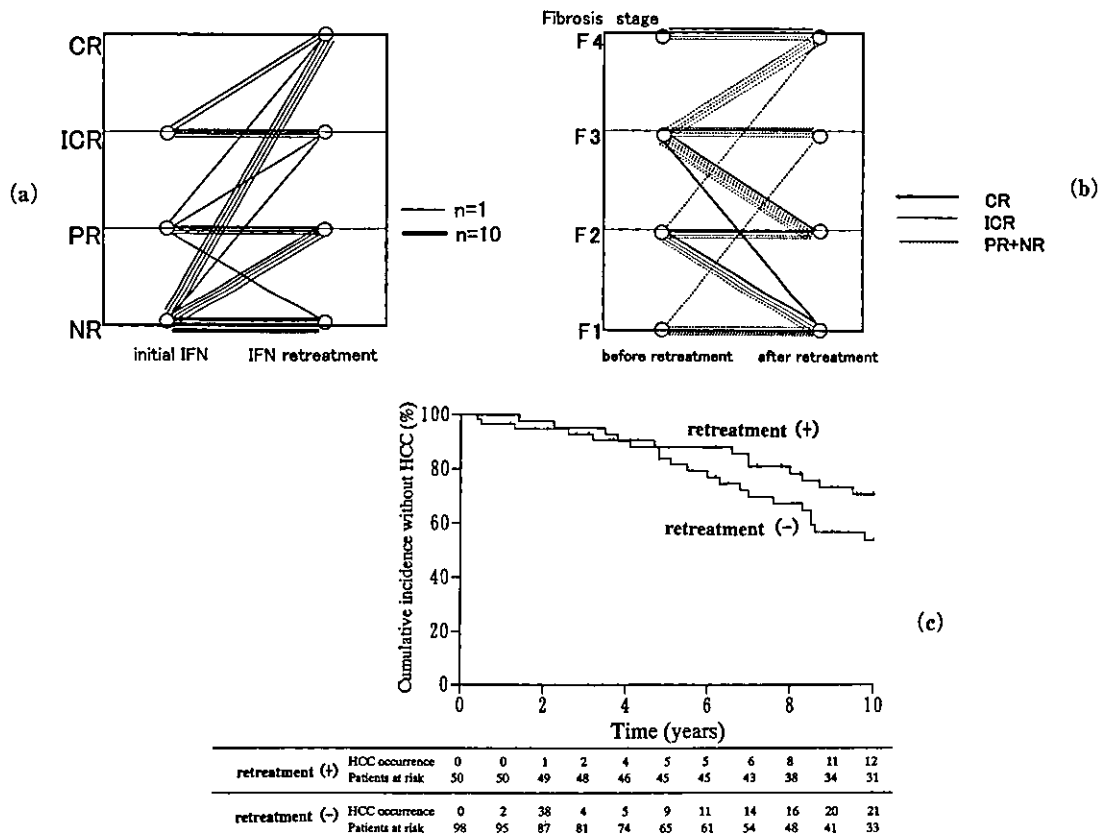 (a)
CR
ICR
PR
NR
initial IFN IFN retreatment
n=1
n=10
Fibrosis stage
F4
F3
F2
F1
before retreatment after retreatment
(b)
CR
ICR
PR+NR
Cumulative incidence without HCC (%)
100
80
60
40
20
0
0 2 4 6 8 10
Time (years)
retreatment (+)
retreatment (−)
(c)
retreatment (+) HCC occurrence 0 0 1 2 4 5 5 6 8 11 12
Patients at risk 50 50 49 48 46 45 45 43 38 34 31
retreatment (−) HCC occurrence 0 2 38 4 5 9 11 14 16 20 21
Patients at risk 98 95 87 81 74 65 61 54 48 41 33